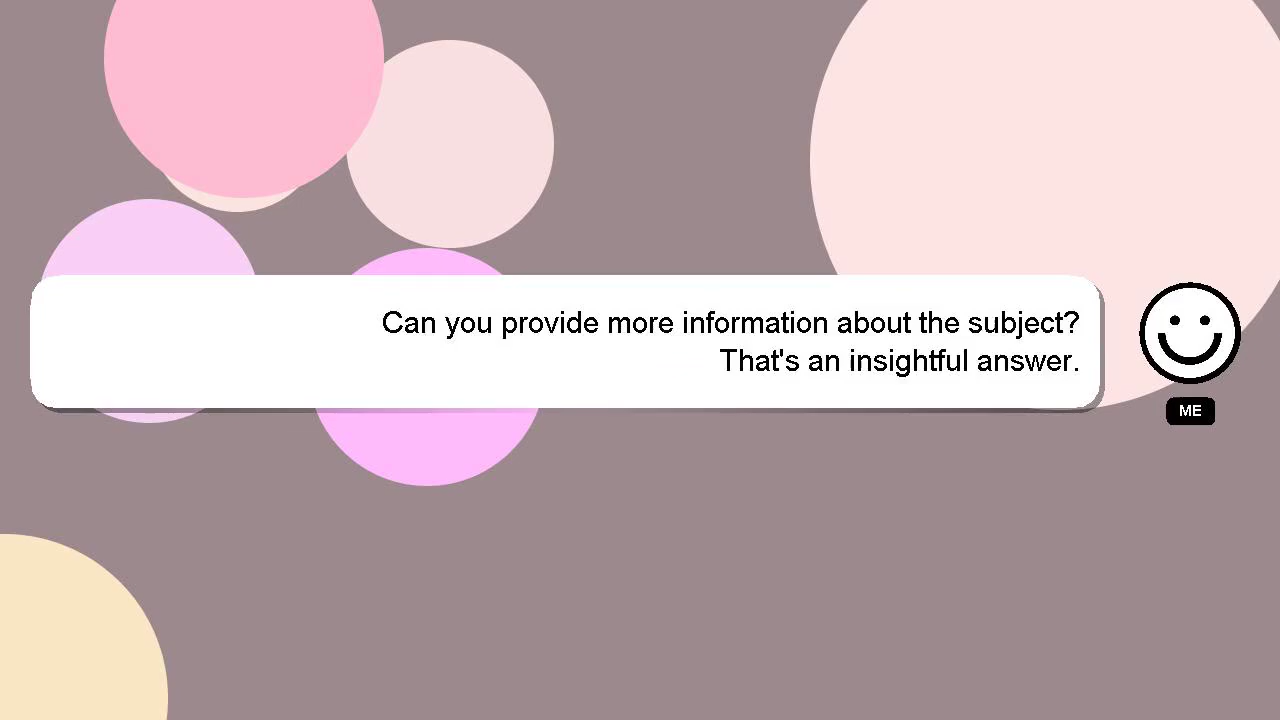 Can you provide more information about the subject?
That's an insightful answer.
ME